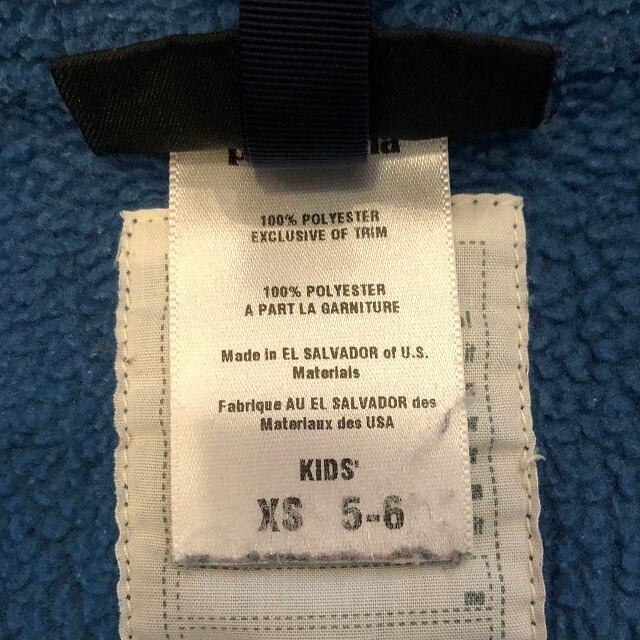 100% POLYESTER
EXCLUSIVE OF TRIM
100% POLYESTER
A PART LA GARNITURE
Made in EL SALVADOR of U.S.
Materials
Fabrique AU EL SALVADOR des
Materiaux des USA
KIDS'
XS 5-6